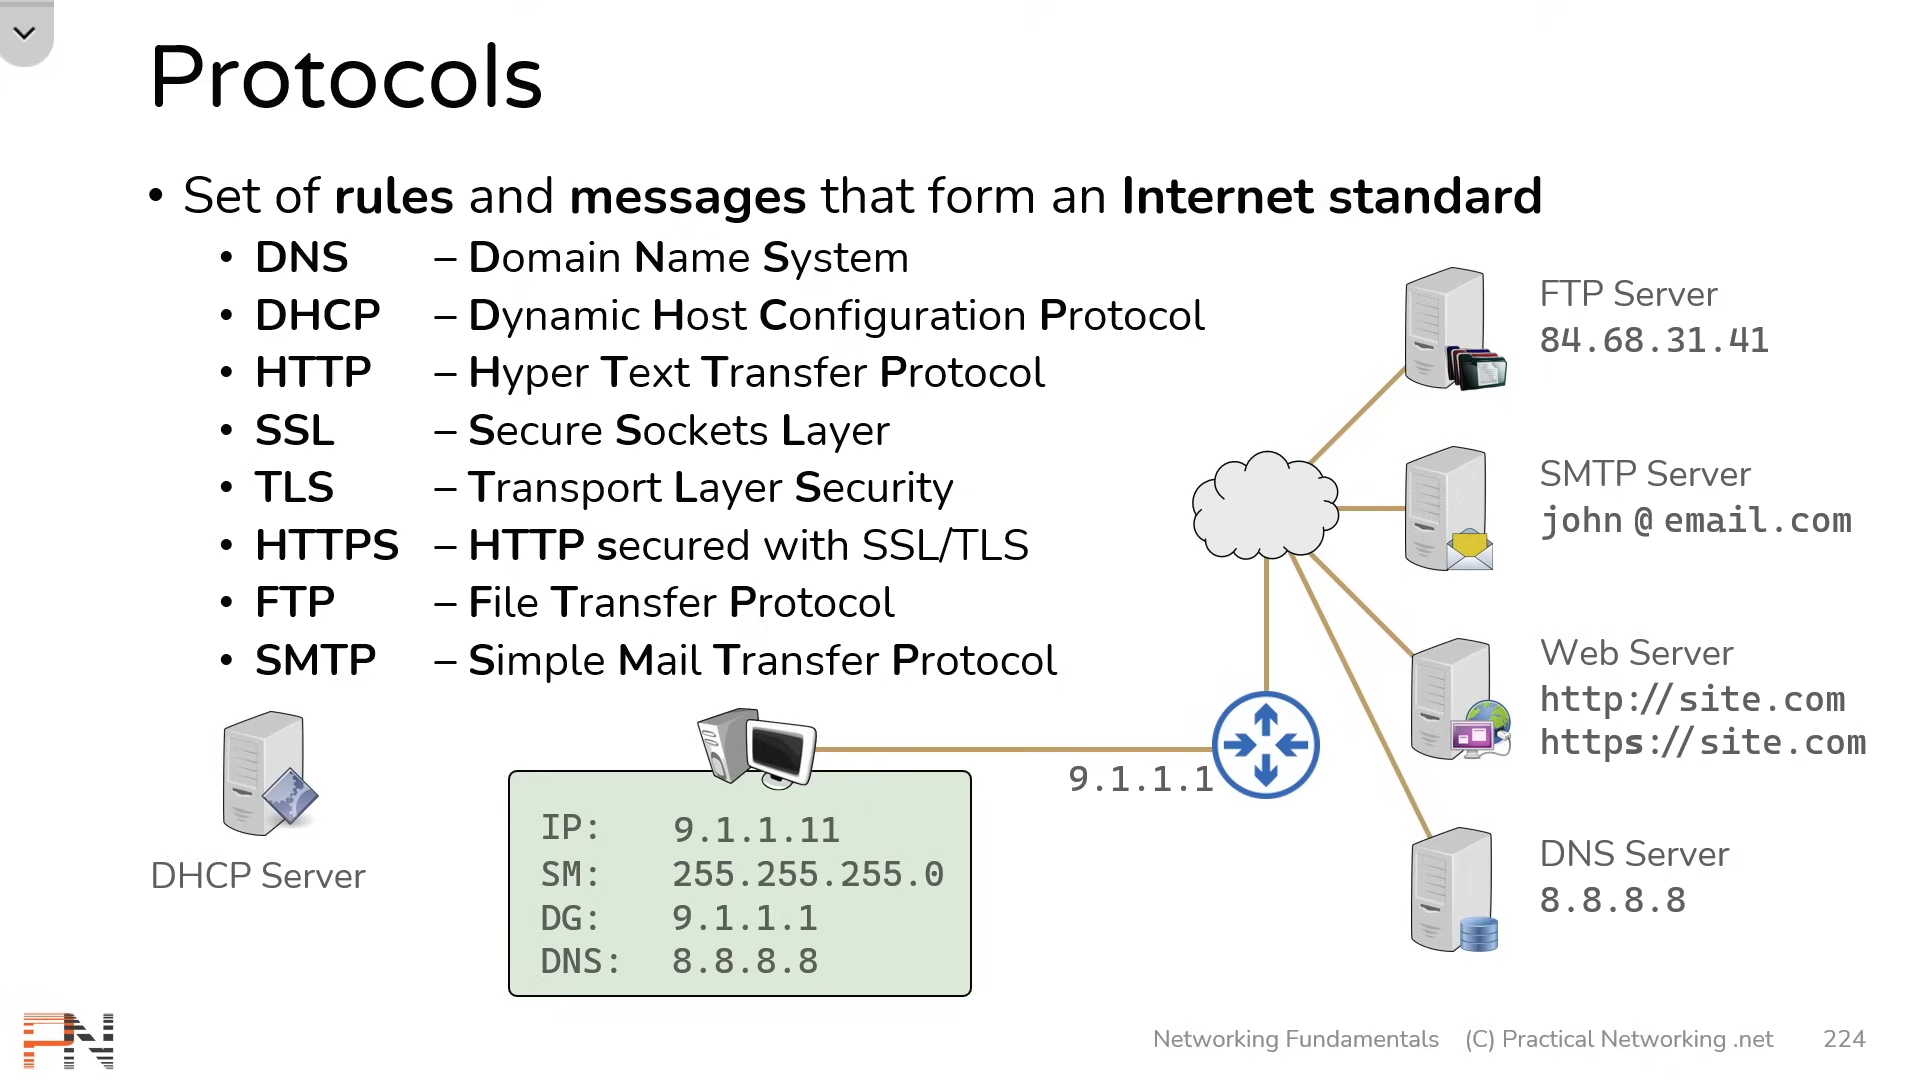 Protocols
• Set of rules and messages that form an Internet standard
• DNS – Domain Name System
• DHCP – Dynamic Host Configuration Protocol
• HTTP – Hyper Text Transfer Protocol
• SSL – Secure Sockets Layer
• TLS – Transport Layer Security
• HTTPS – HTTP secured with SSL/TLS
• FTP – File Transfer Protocol
• SMTP – Simple Mail Transfer Protocol
FTP Server
84.68.31.41
SMTP Server
john@email.com
Web Server
http://site.com
https://site.com
DNS Server
8.8.8.8
9.1.1.1
DHCP Server
IP: 9.1.1.11
SM: 255.255.255.0
DG: 9.1.1.1
DNS: 8.8.8.8
PN
Networking Fundamentals (C) Practical Networking .net 224